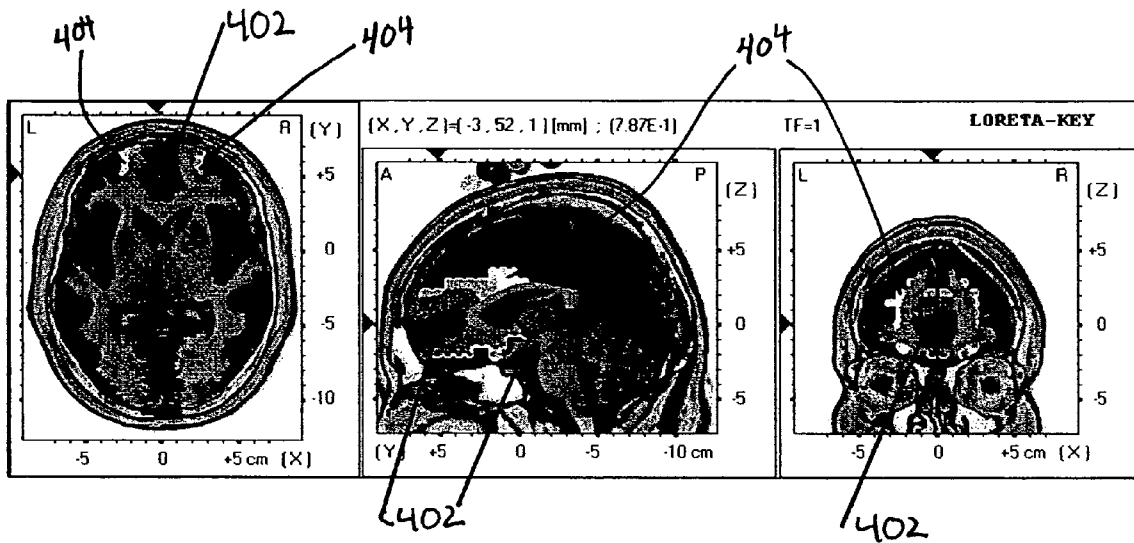 404 402 404 404
L R (Y) (X,Y,Z)=(-3,52,1)[mm] ; (7.87E-1) TF=1 LORETA-KEY
A P (Z) L R (Z)
+5 +5 +5
0 0 0
-5 -5 -5
-10
-5 0 +5 cm (X) (Y) +5 0 -5 -10 cm -5 0 +5 cm (X)
402 402